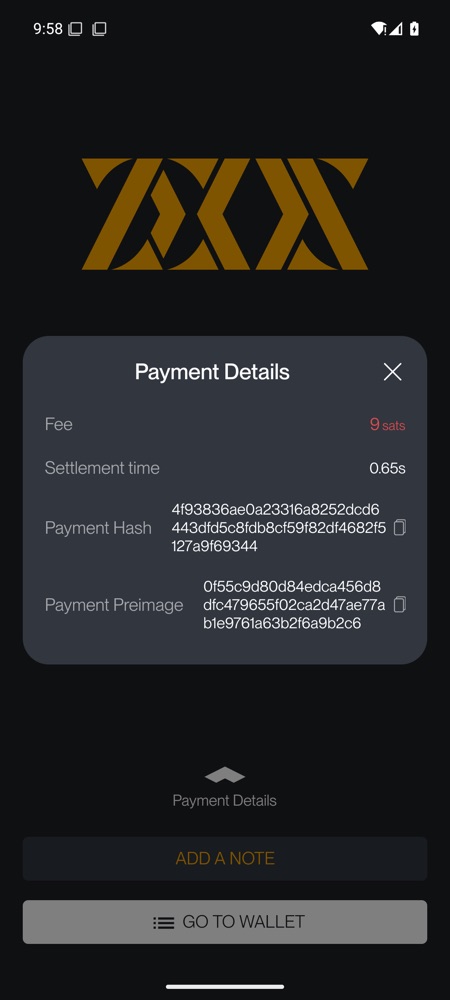 9:58
Payment Details
Fee
9 sats
Settlement time
0.65s
Payment Hash
4f93836ae0a23316a8252dcd6
443dfd5c8fdb8cf59f82df4682f5
127a9f69344
Payment Preimage
0f55c9d80d84edca456d8
dfc479655f02ca2d47ae77a
b1e9761a63b2f6a9b2c6
Payment Details
ADD A NOTE
GO TO WALLET